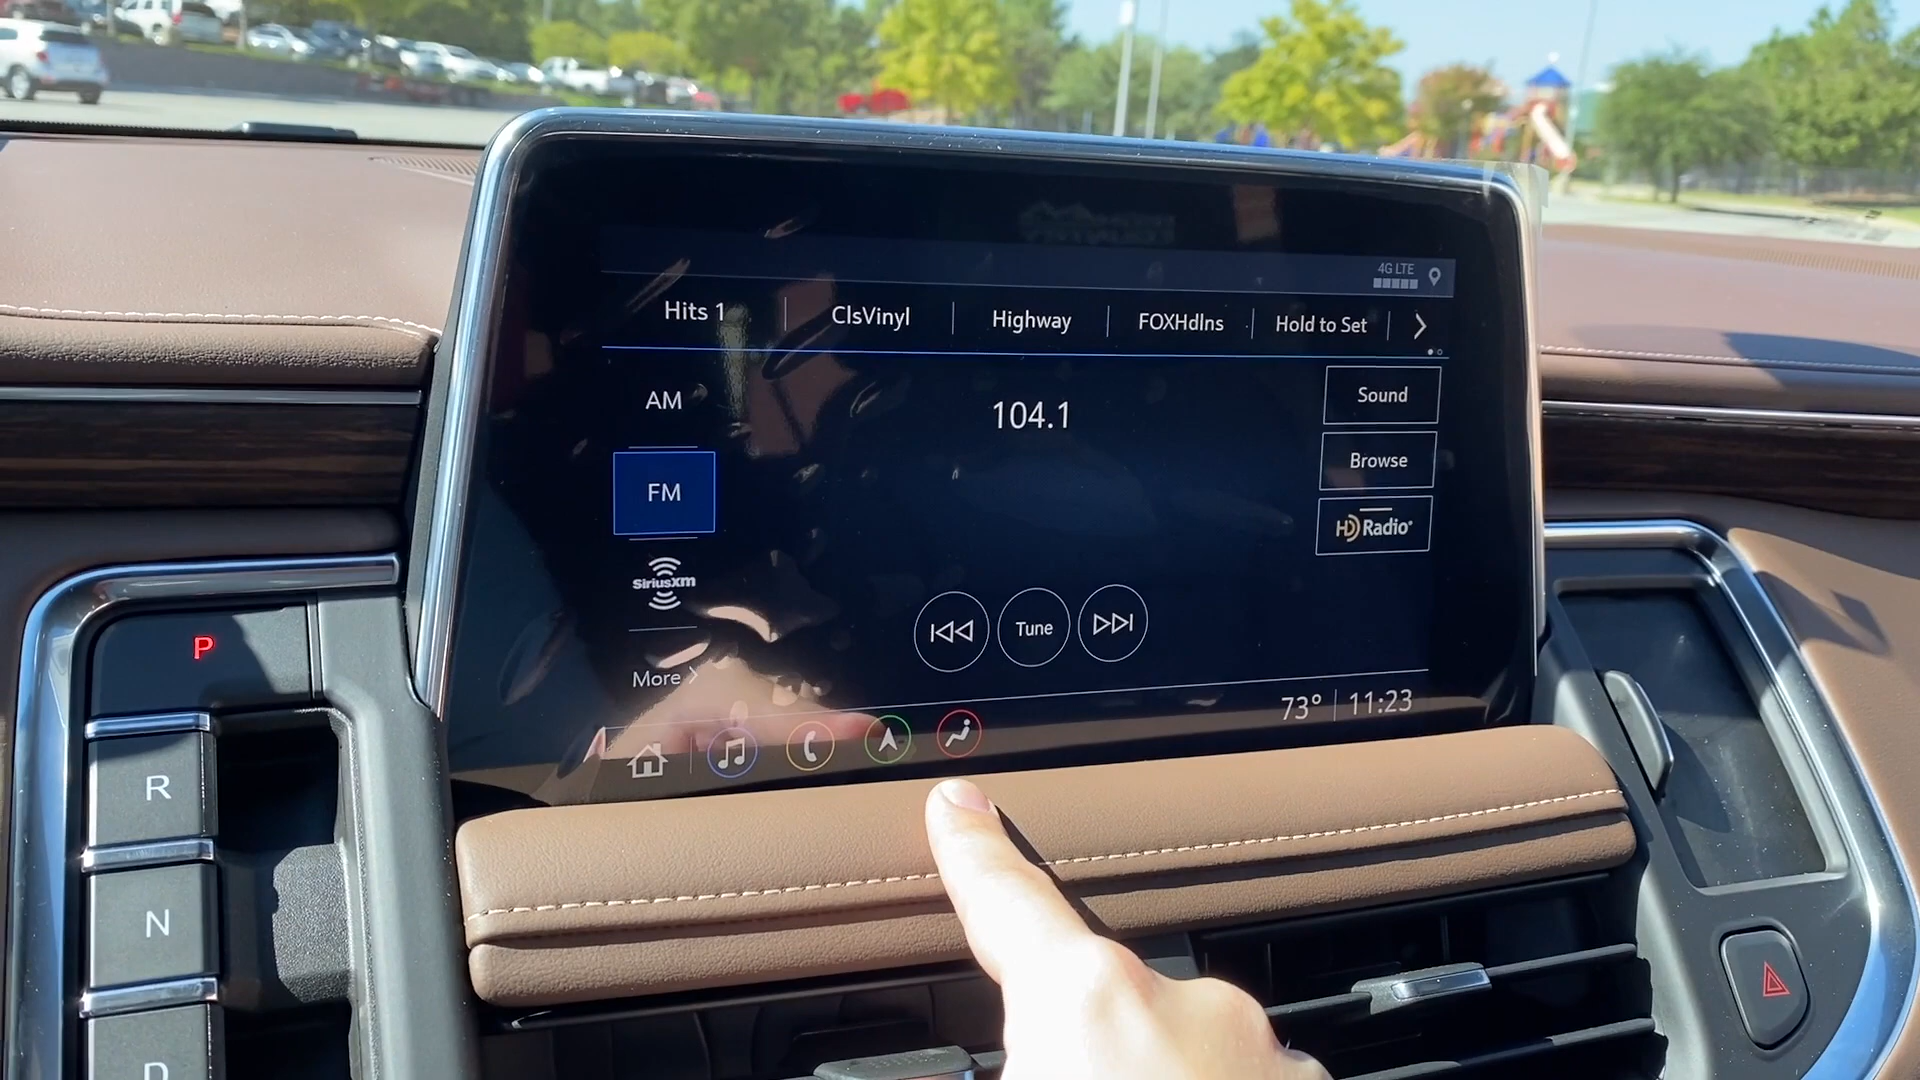 4G LTE
Hits 1
ClsVinyl
Highway
FOXHdlns
Hold to Set
AM
104.1
Sound
FM
Browse
HD Radio
SiriusXM
Tune
More
73° 11:23
P
R
N
D